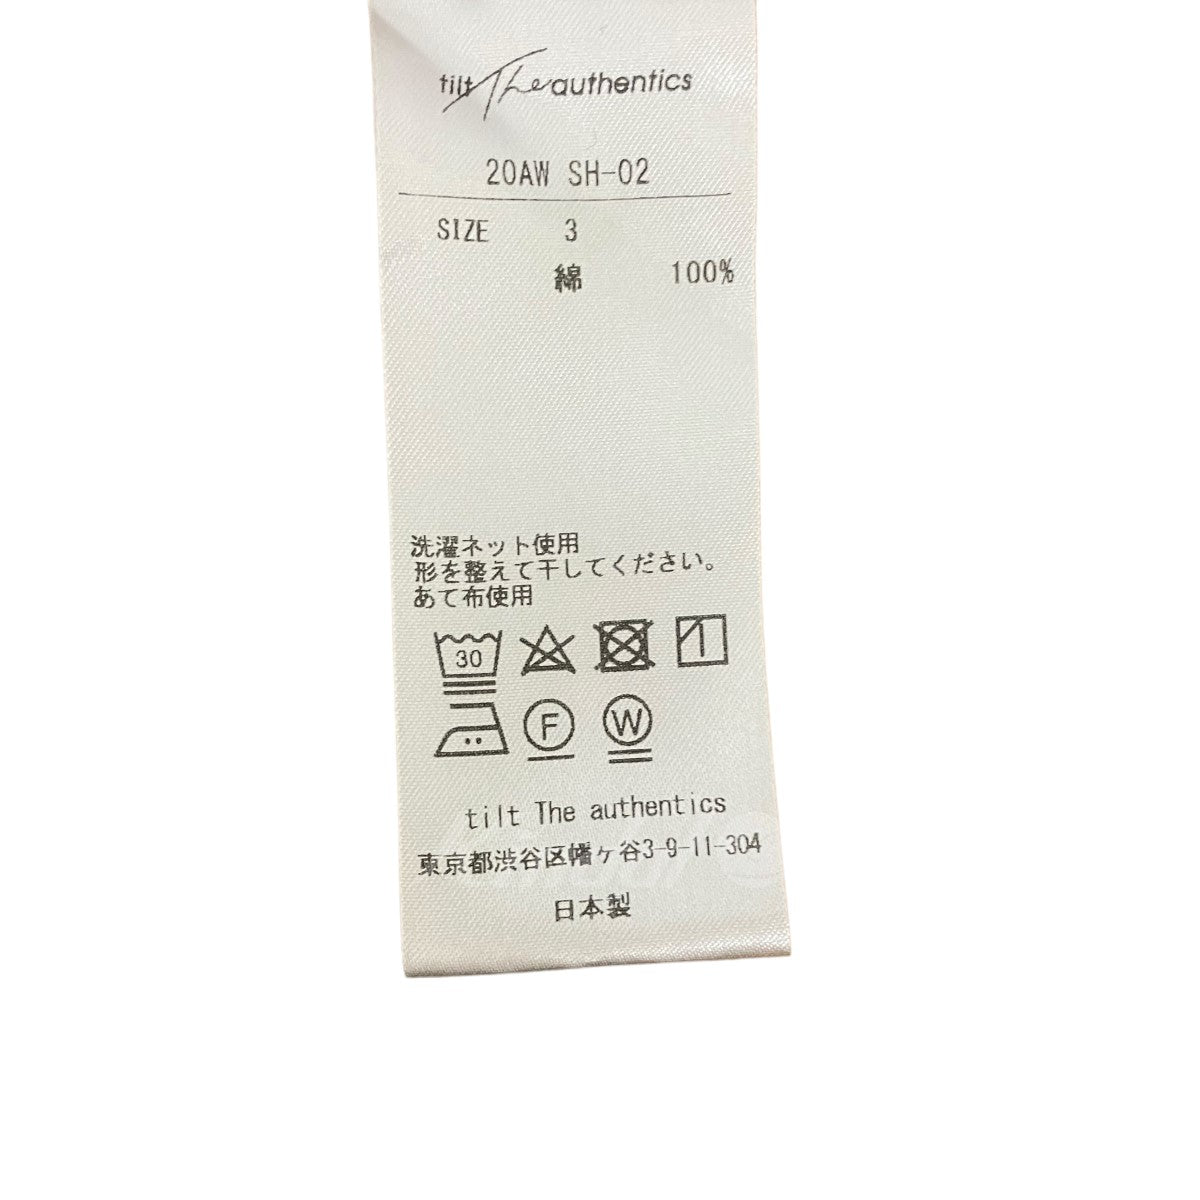 tilt The authentics
20AW SH-02
SIZE 3
綿 100%
洗濯ネット使用
形を整えて干してください。
あて布使用
30
F W
tilt The authentics
東京都渋谷区幡ヶ谷3-9-11-304
日本製